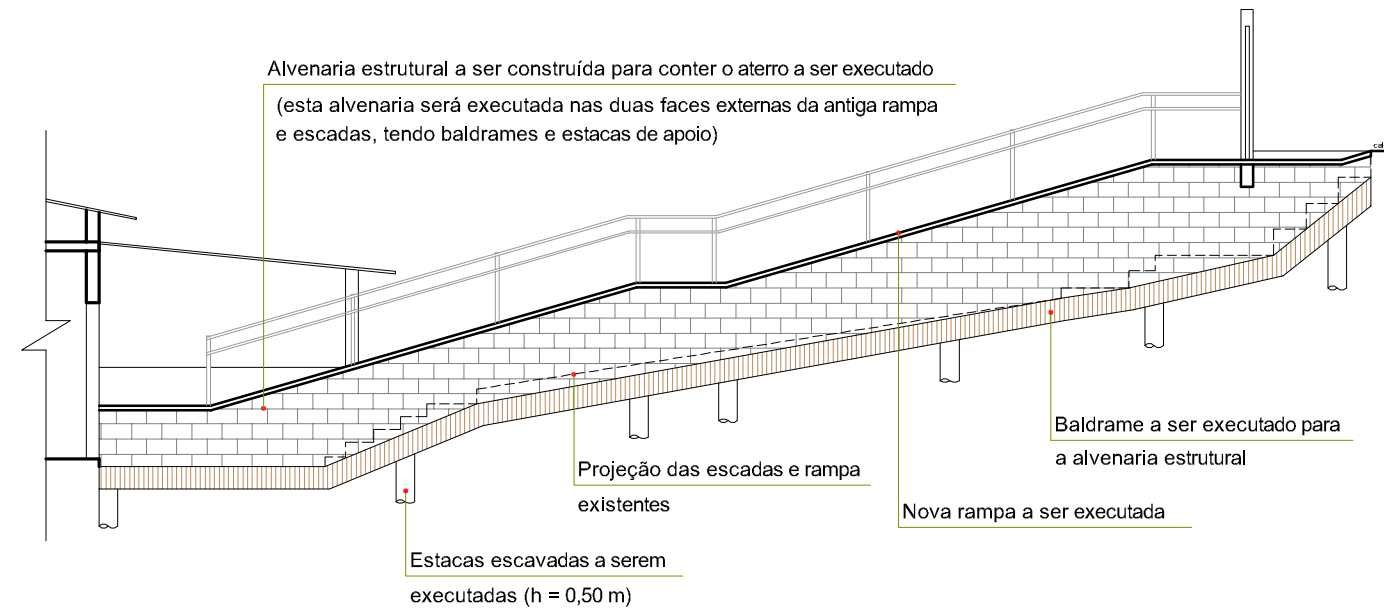 Alvenaria estrutural a ser construída para conter o aterro a ser executado
(esta alvenaria será executada nas duas faces externas da antiga rampa
e escadas, tendo baldrames e estacas de apoio)
cal
Baldrame a ser executado para
a alvenaria estrutural
Projeção das escadas e rampa
existentes
Nova rampa a ser executada
Estacas escavadas a serem
executadas (h = 0,50 m)